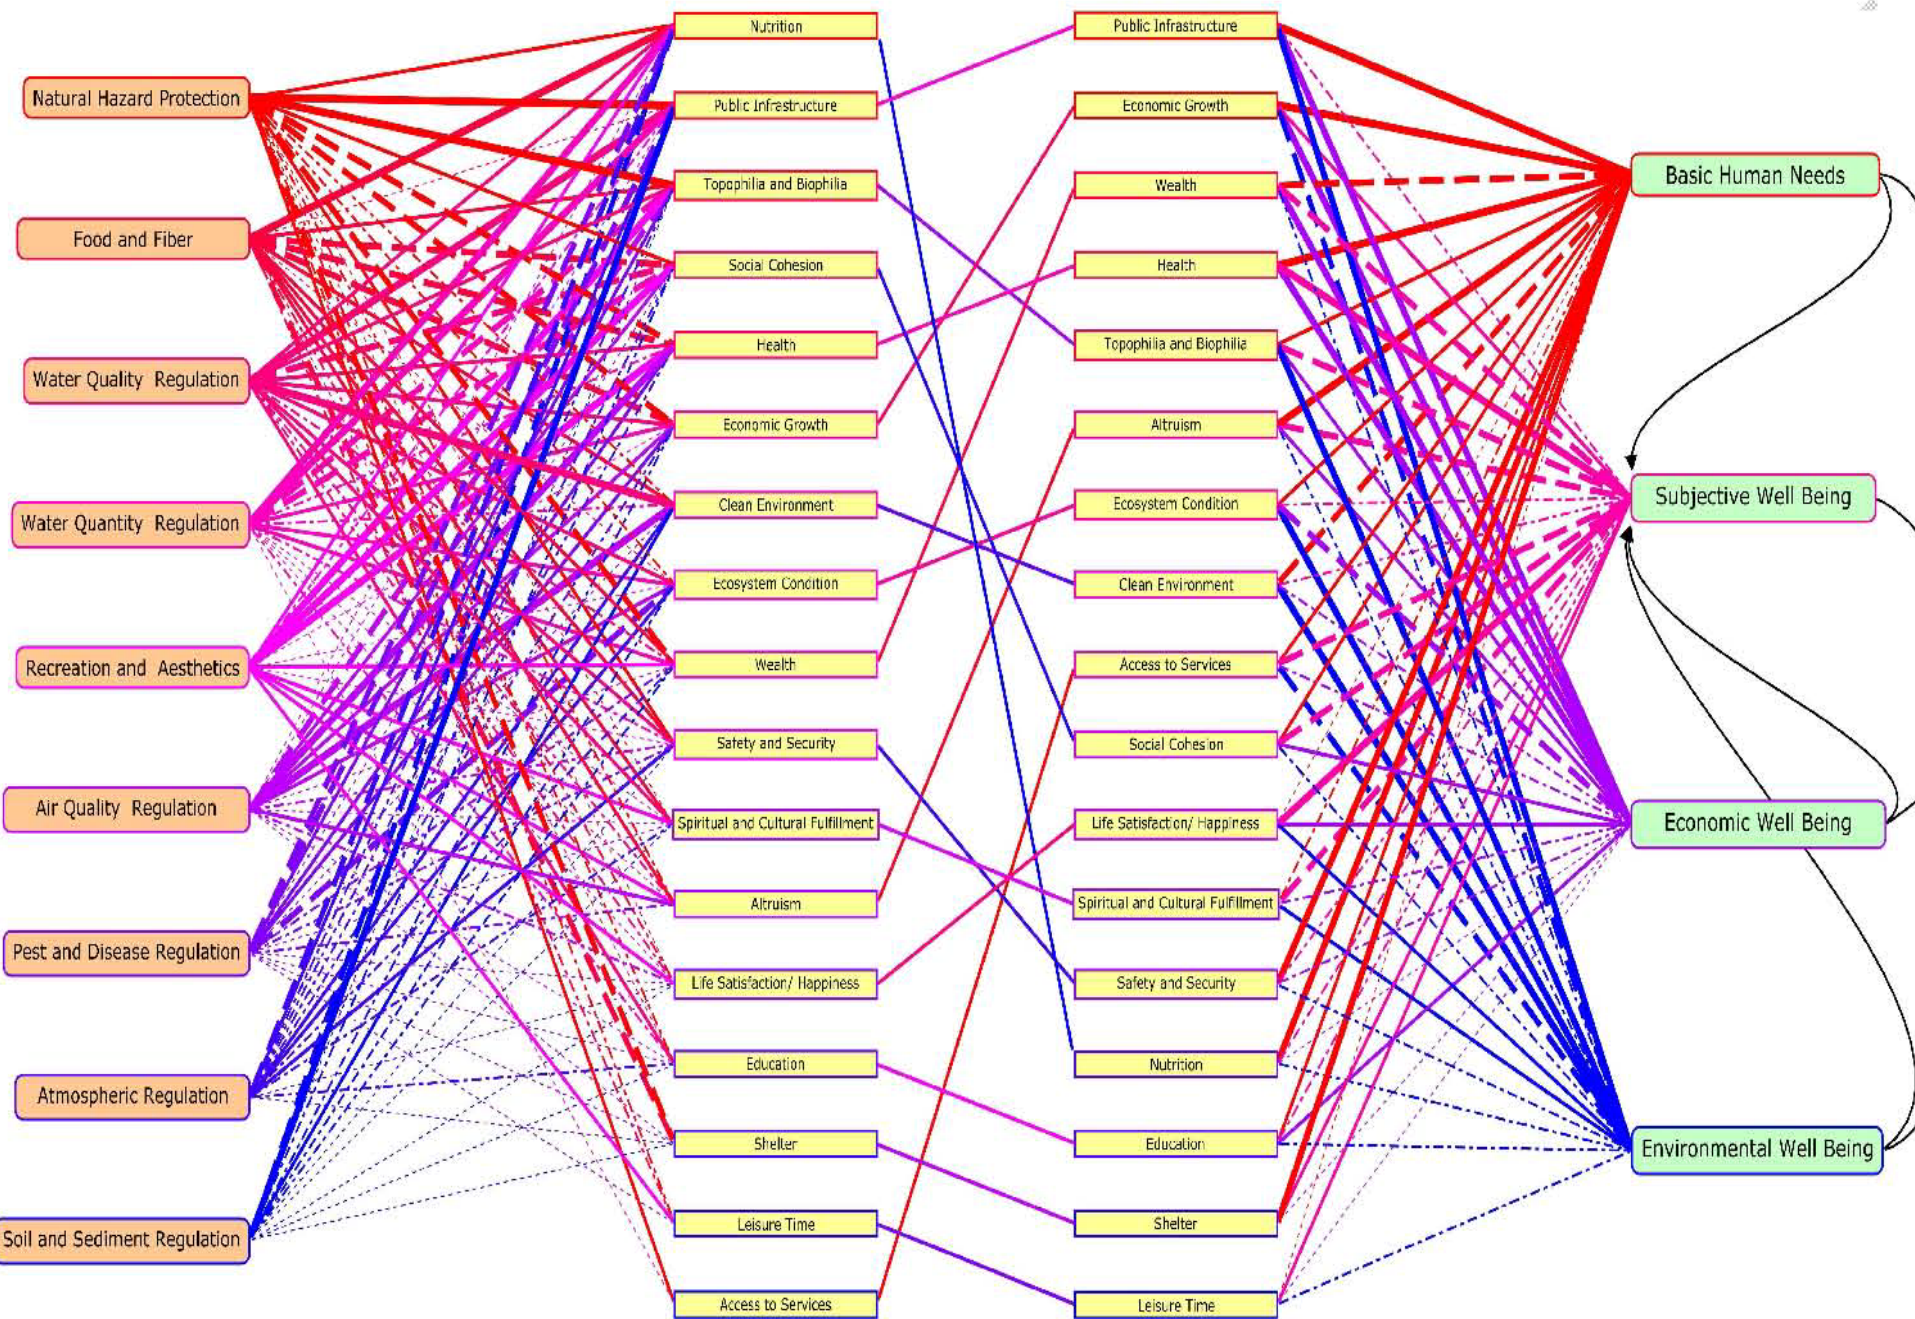 Natural Hazard Protection
Food and Fiber
Water Quality Regulation
Water Quantity Regulation
Recreation and Aesthetics
Air Quality Regulation
Pest and Disease Regulation
Atmospheric Regulation
Soil and Sediment Regulation
Nutrition
Public Infrastructure
Topophilia and Biophilia
Social Cohesion
Health
Economic Growth
Clean Environment
Ecosystem Condition
Wealth
Safety and Security
Spiritual and Cultural Fulfillment
Altruism
Life Satisfaction/ Happiness
Education
Shelter
Leisure Time
Access to Services
Public Infrastructure
Economic Growth
Wealth
Health
Topophilia and Biophilia
Altruism
Ecosystem Condition
Clean Environment
Access to Services
Social Cohesion
Life Satisfaction/ Happiness
Spiritual and Cultural Fulfillment
Safety and Security
Nutrition
Education
Shelter
Leisure Time
Basic Human Needs
Subjective Well Being
Economic Well Being
Environmental Well Being